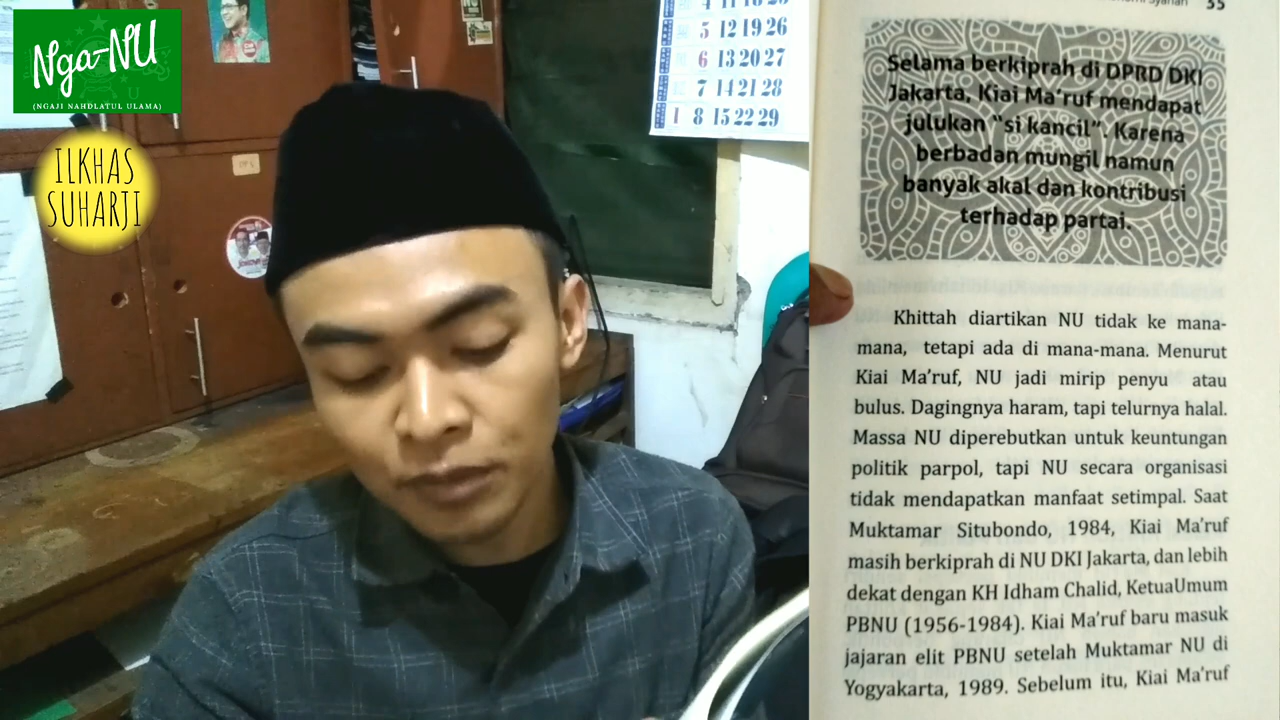 Nga-NU
(NGAJI NAHDLATUL ULAMA)
ILKHAS
SUHARJI
4 11 18 25
5 12 19 26
6 13 20 27
7 14 21 28
1 8 15 22 29
Syariah 35
Selama berkiprah di DPRD DKI
Jakarta, Kiai Ma'ruf mendapat
julukan "si kancil". Karena
berbadan mungil namun
banyak akal dan kontribusi
terhadap partai.
Khittah diartikan NU tidak ke mana-
mana, tetapi ada di mana-mana. Menurut
Kiai Ma'ruf, NU jadi mirip penyu atau
bulus. Dagingnya haram, tapi telurnya halal.
Massa NU diperebutkan untuk keuntungan
politik parpol, tapi NU secara organisasi
tidak mendapatkan manfaat setimpal. Saat
Muktamar Situbondo, 1984, Kiai Ma'ruf
masih berkiprah di NU DKI Jakarta, dan lebih
dekat dengan KH Idham Chalid, KetuaUmum
PBNU (1956-1984). Kiai Ma'ruf baru masuk
jajaran elit PBNU setelah Muktamar NU di
Yogyakarta, 1989. Sebelum itu, Kiai Ma'ruf